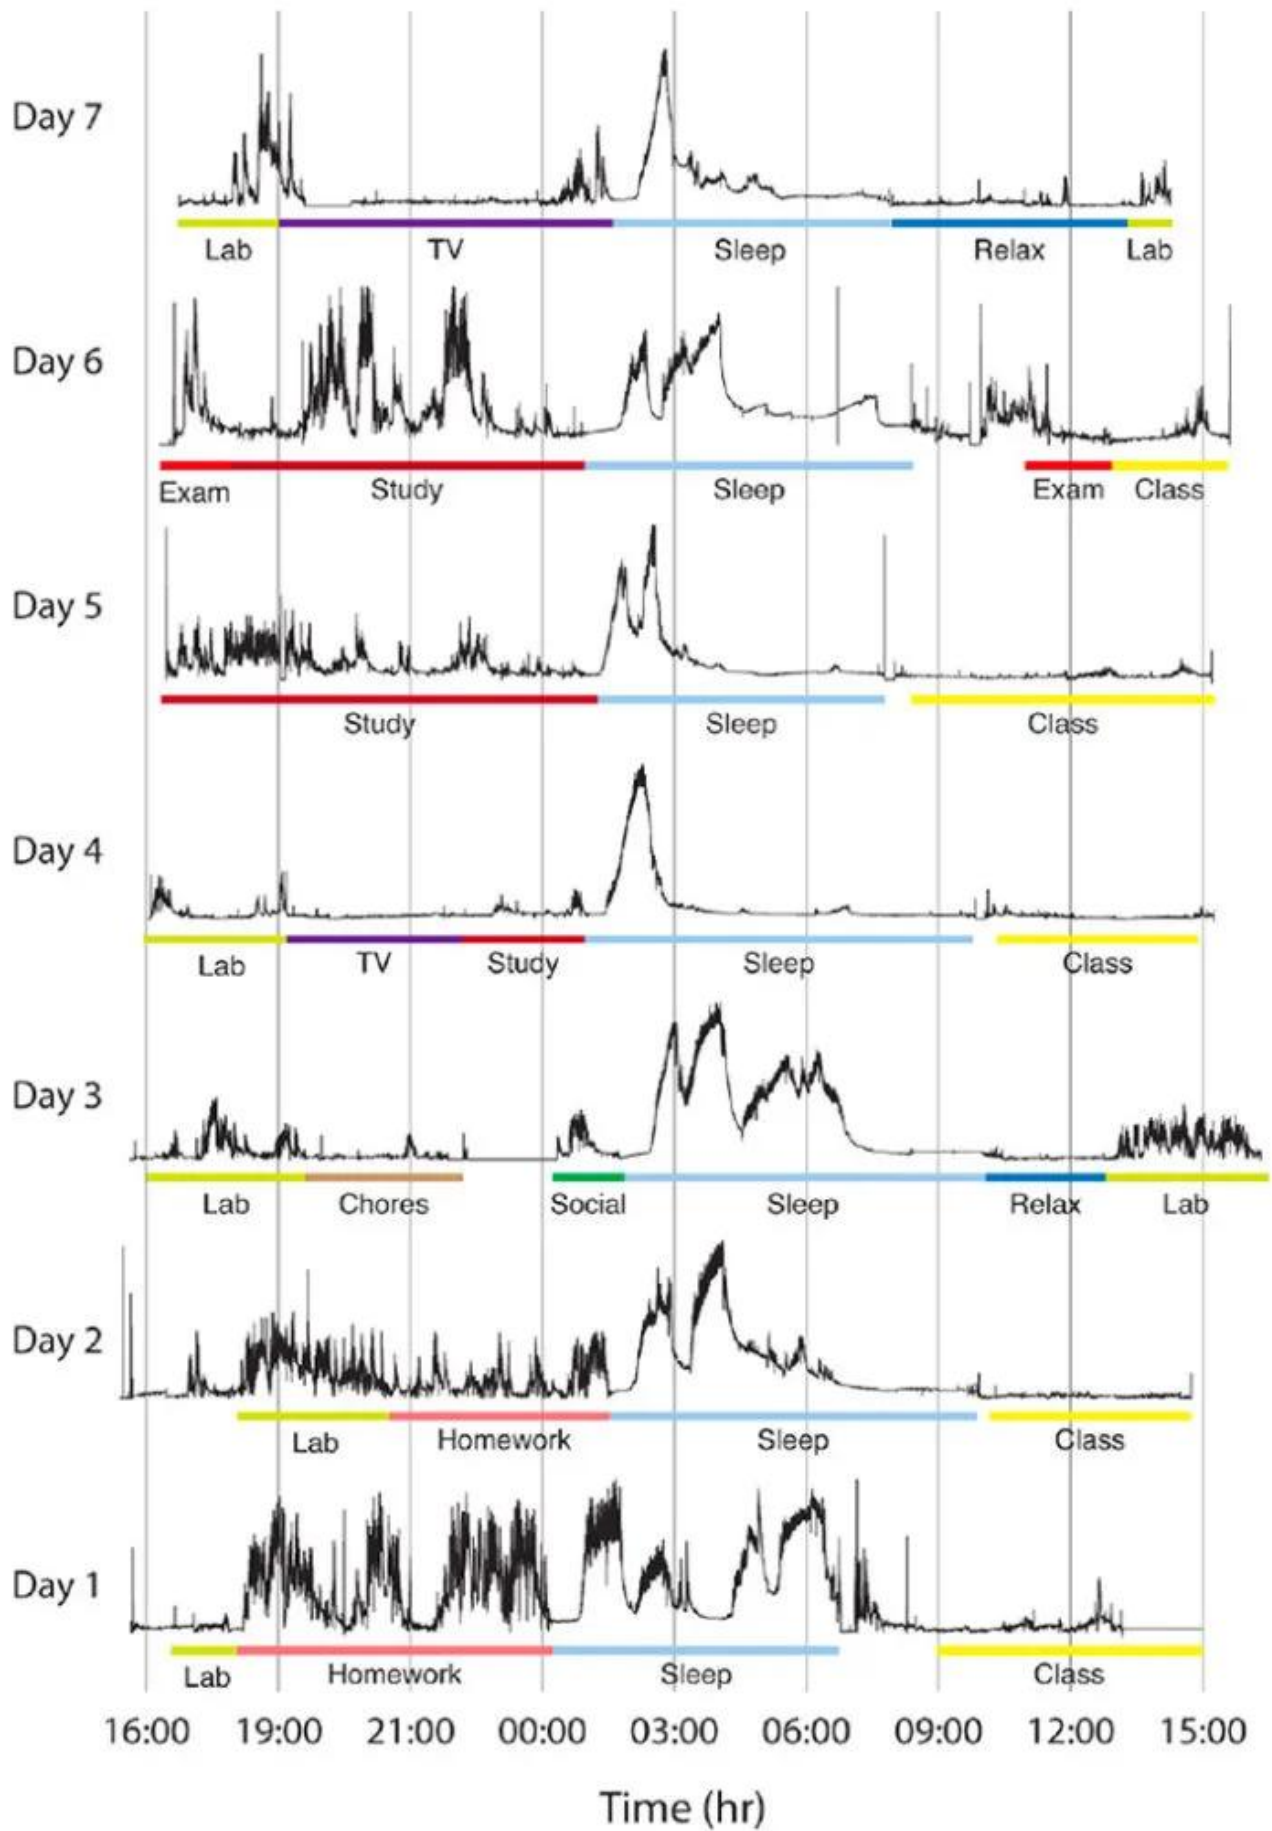 Day 7
Lab TV Sleep Relax Lab
Day 6
Exam Study Sleep Exam Class
Day 5
Study Sleep Class
Day 4
Lab TV Study Sleep Class
Day 3
Lab Chores Social Sleep Relax Lab
Day 2
Lab Homework Sleep Class
Day 1
Lab Homework Sleep Class
16:00 19:00 21:00 00:00 03:00 06:00 09:00 12:00 15:00
Time (hr)